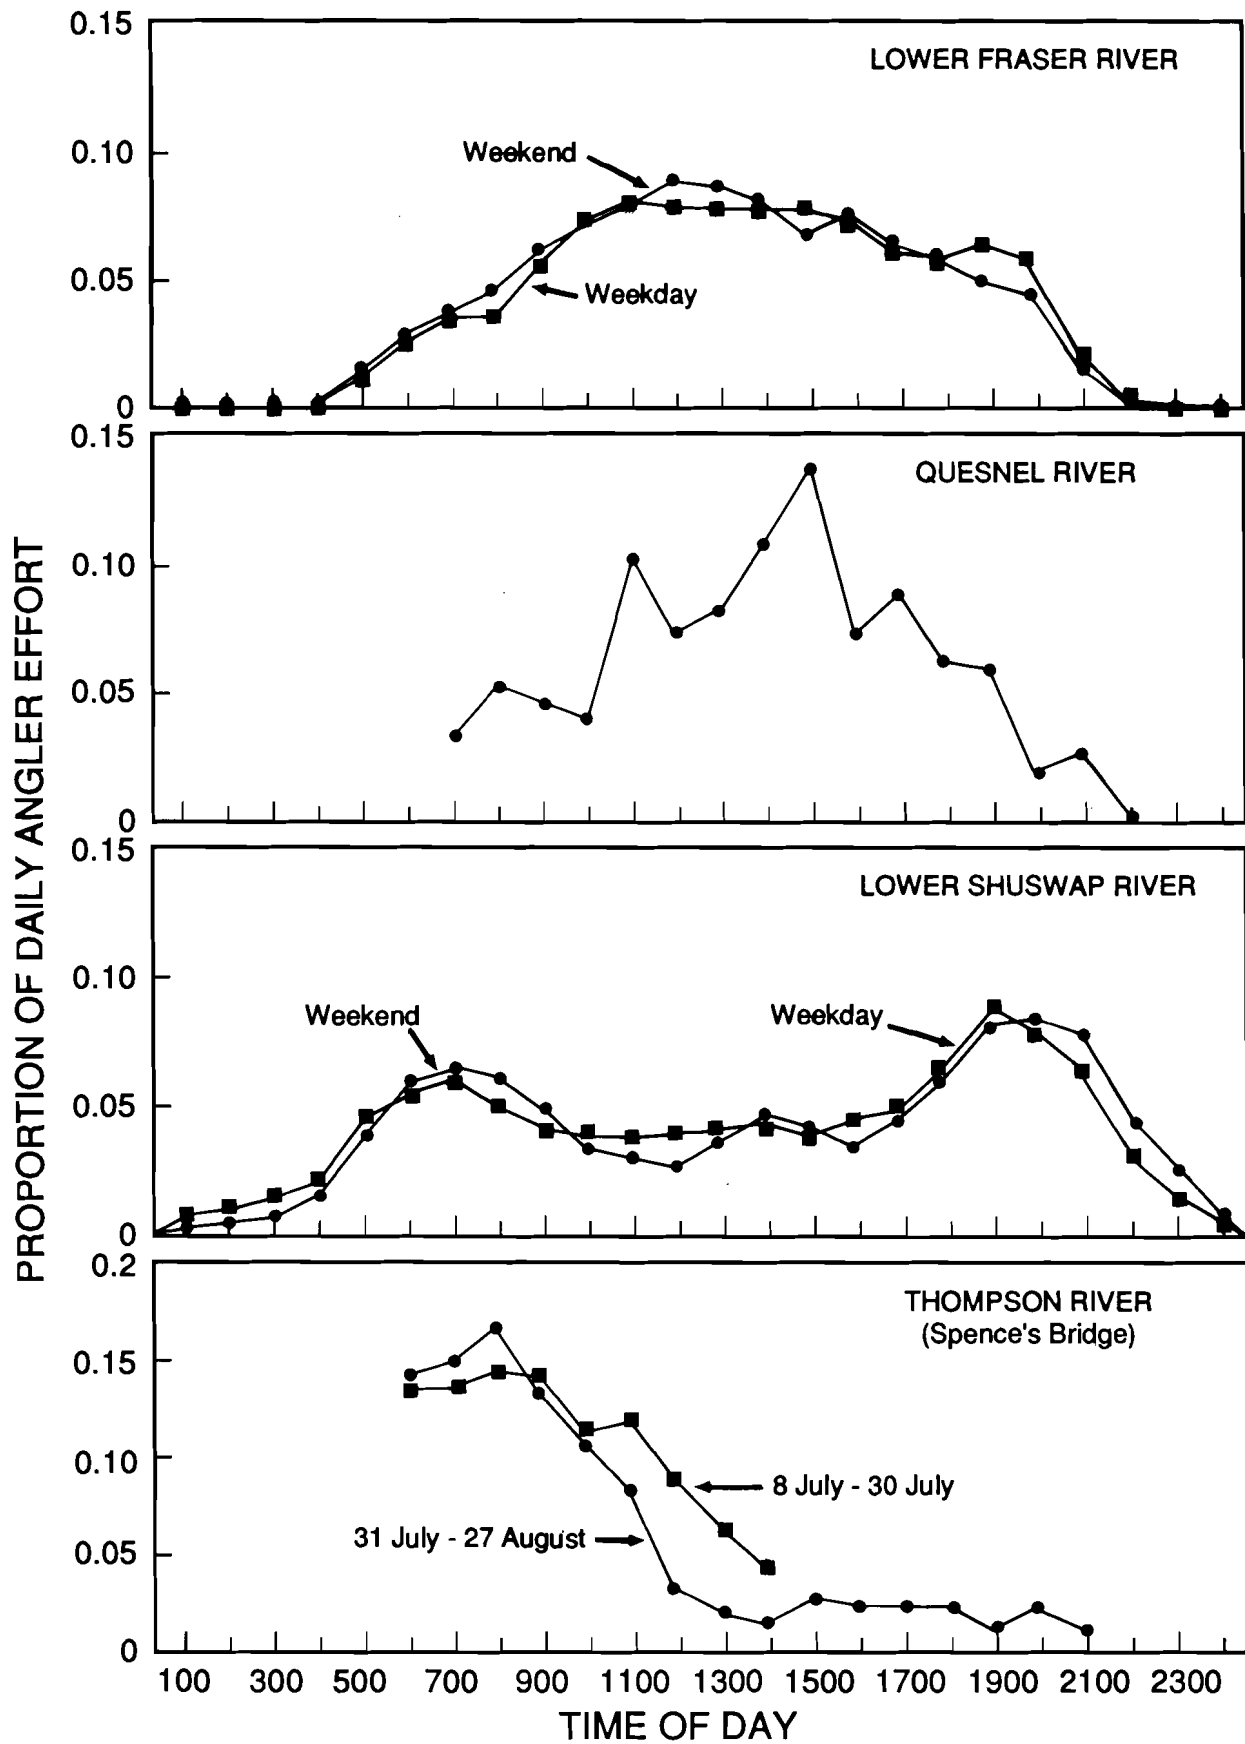 PROPORTION OF DAILY ANGLER EFFORT
0.15
0.10
0.05
0
LOWER FRASER RIVER
Weekend
Weekday
0.15
0.10
0.05
0
QUESNEL RIVER
0.15
0.10
0.05
0
LOWER SHUSWAP RIVER
Weekend
Weekday
0.2
0.15
0.10
0.05
0
THOMPSON RIVER
(Spence's Bridge)
8 July - 30 July
31 July - 27 August
100 300 500 700 900 1100 1300 1500 1700 1900 2100 2300
TIME OF DAY